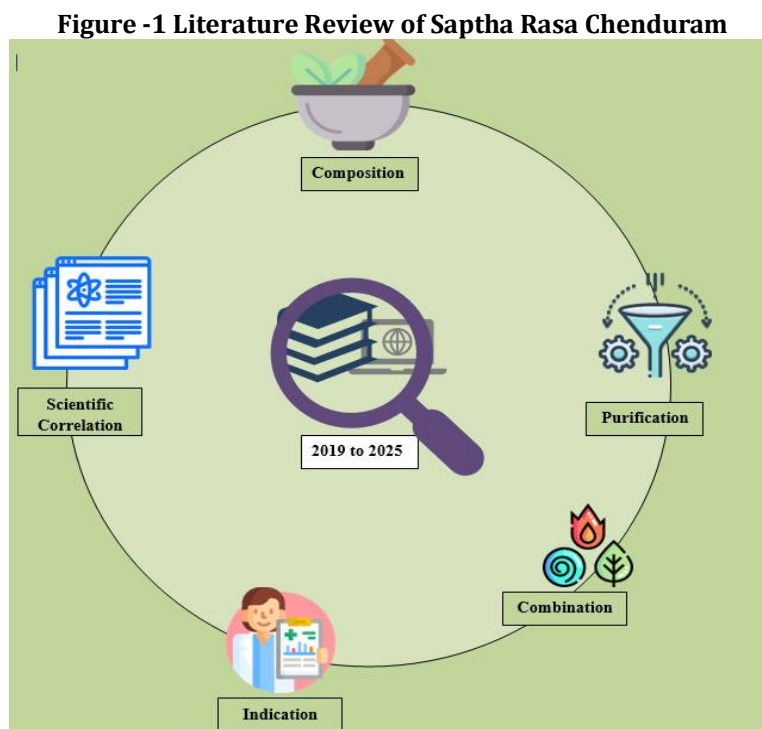 Figure -1 Literature Review of Saptha Rasa Chenduram
Composition
Scientific
Correlation
Purification
2019 to 2025
Combination
Indication